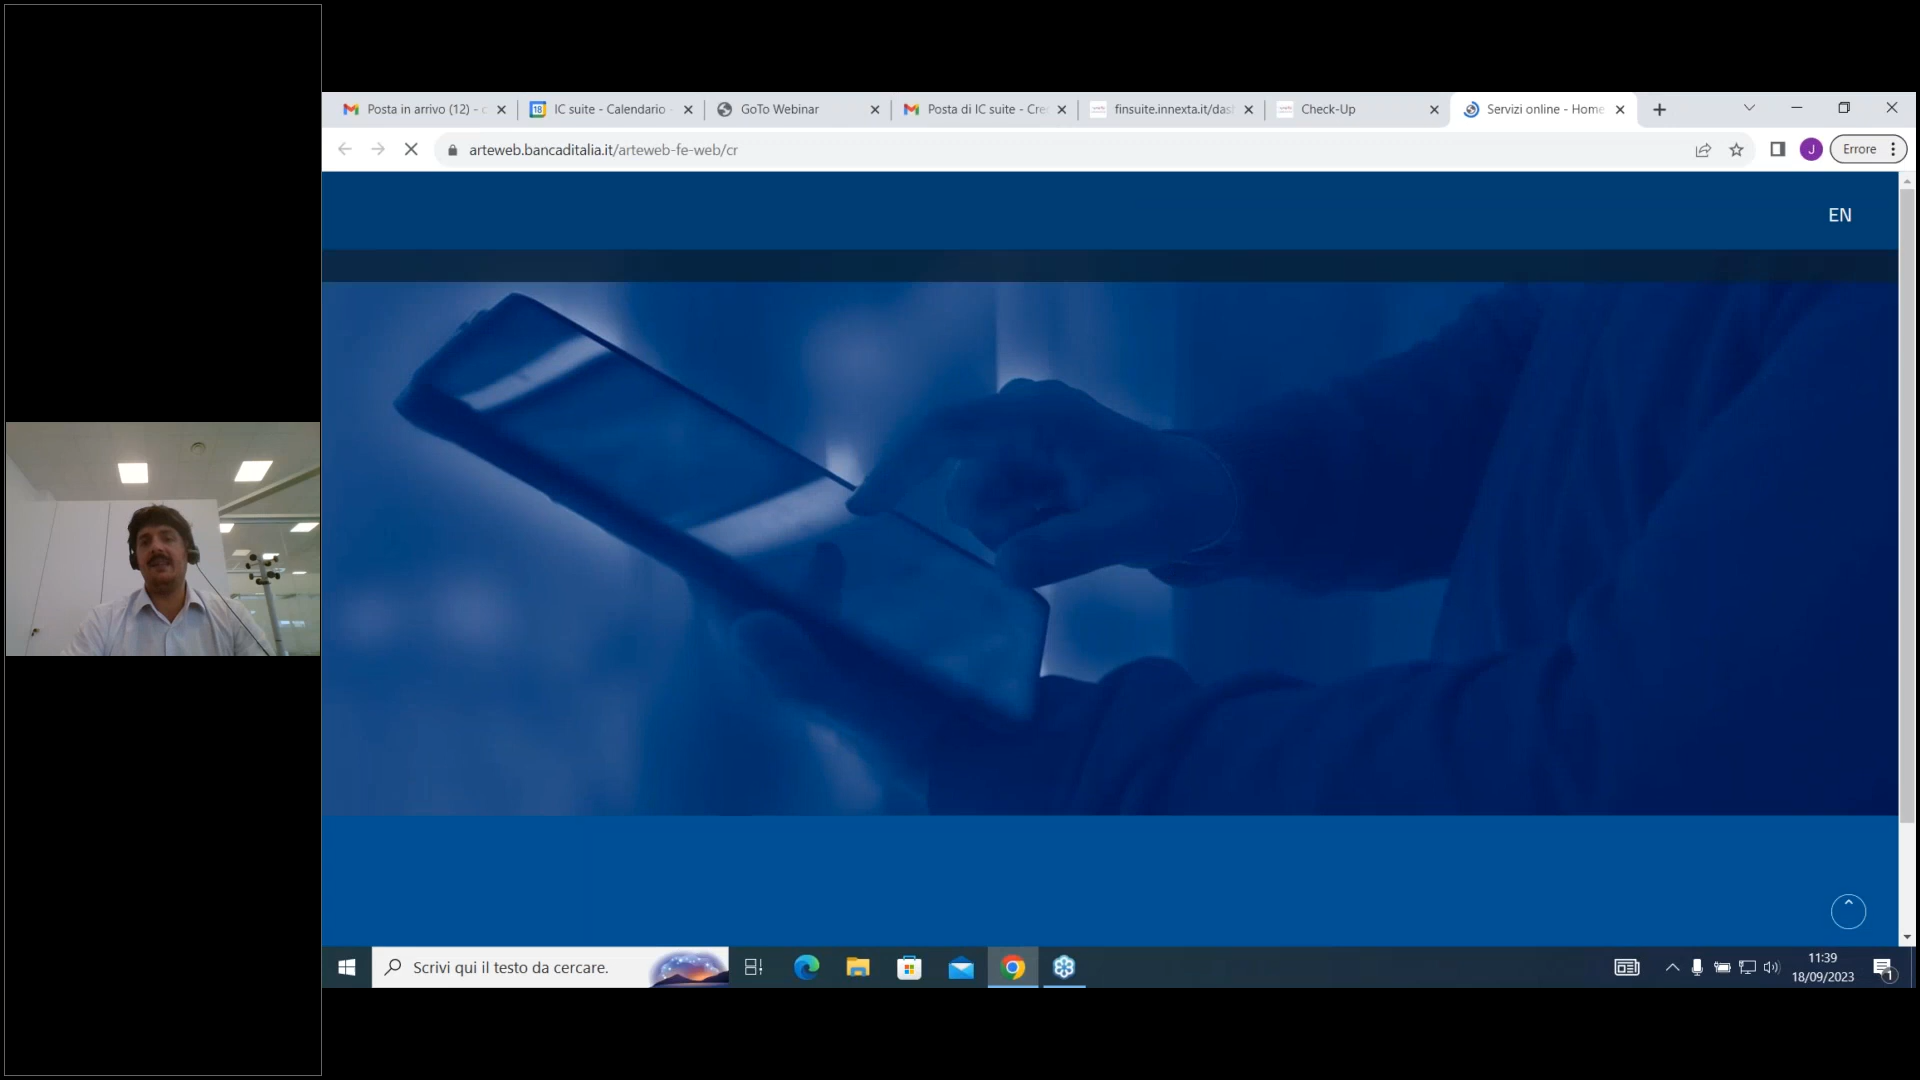 Posta in arrivo (12) - c
IC suite - Calendario -
GoTo Webinar
Posta di IC suite - Cre
finsuite.innexta.it/das
Check-Up
Servizi online - Home
arteweb.bancaditalia.it/arteweb-fe-web/cr
J
Errore
EN
Scrivi qui il testo da cercare.
11:39
18/09/2023
1